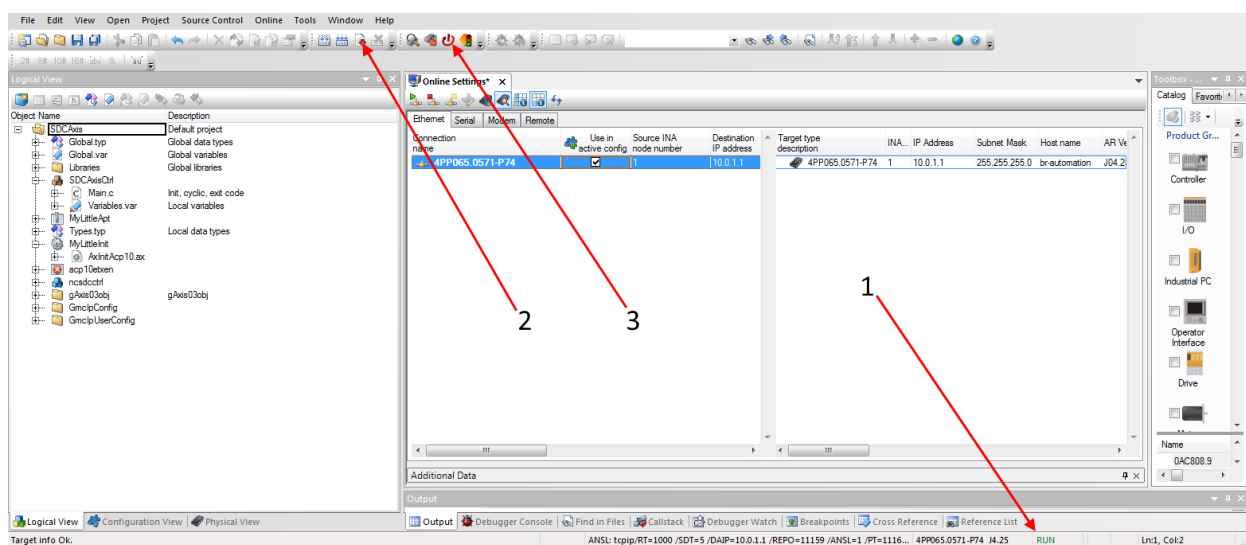 File Edit View Open Project Source Control Online Tools Window Help
Logical View
Object Name Description
SDCAxis Default project
Global.typ Global data types
Global.var Global variables
Libraries Global libraries
SDCAxisCtrl
Main.c Init, cyclic, exit code
Variables.var Local variables
MyLittleApt
Types.typ Local data types
MyLittleInit
AxInitAcp10.ax
acp10etxen
ncsdcctrl
gAxis03obj gAxis03obj
GmcIpConfig
GmcIpUserConfig
Logical View Configuration View Physical View
Online Settings*
Ethernet Serial Modem Remote
Connection name Use in active config Source INA node number Destination IP address
4PP065.0571-P74 1 10.0.1.1
Target type description INA... IP Address Subnet Mask Host name AR Ve
4PP065.0571-P74 1 10.0.1.1 255.255.255.0 br-automation J04.2
1
2
3
Additional Data
Output
Output Debugger Console Find in Files Callstack Debugger Watch Breakpoints Cross Reference Reference List
Toolbox - ...
Catalog Favorit
Product Gr...
Controller
I/O
Industrial PC
Operator
Interface
Drive
Name
0AC808.9
Target info Ok. ANSL: tcpip/RT=1000 /SDT=5 /DAIP=10.0.1.1 /REPO=11159 /ANSL=1 /PT=1116... 4PP065.0571-P74 J4.25 RUN Ln:1, Col:2